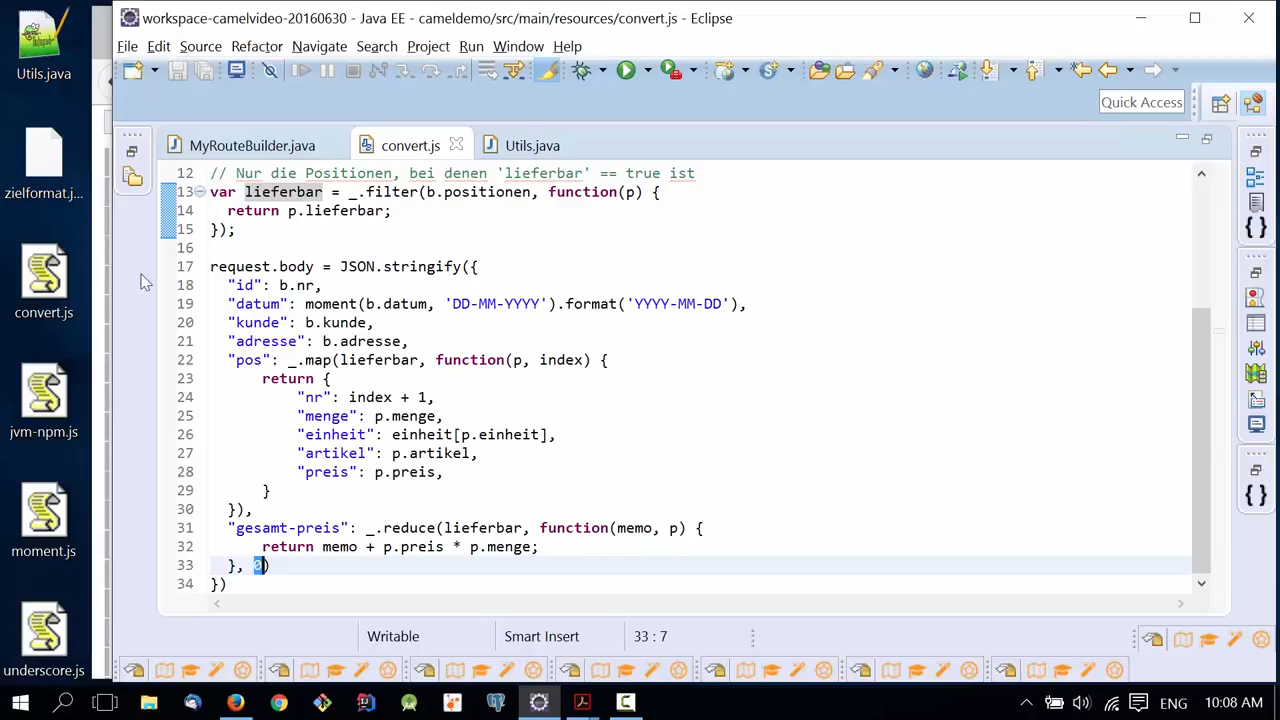 Utils.java
zielformat.j...
convert.js
jvm-npm.js
moment.js
underscore.js
workspace-camelvideo-20160630 - Java EE - cameldemo/src/main/resources/convert.js - Eclipse
File Edit Source Refactor Navigate Search Project Run Window Help
Quick Access
MyRouteBuilder.java convert.js Utils.java
12 // Nur die Positionen, bei denen 'lieferbar' == true ist
13 var lieferbar = _.filter(b.positionen, function(p) {
14 return p.lieferbar;
15 });
16
17 request.body = JSON.stringify({
18 "id": b.nr,
19 "datum": moment(b.datum, 'DD-MM-YYYY').format('YYYY-MM-DD'),
20 "kunde": b.kunde,
21 "adresse": b.adresse,
22 "pos": _.map(lieferbar, function(p, index) {
23 return {
24 "nr": index + 1,
25 "menge": p.menge,
26 "einheit": einheit[p.einheit],
27 "artikel": p.artikel,
28 "preis": p.preis,
29 }
30 }),
31 "gesamt-preis": _.reduce(lieferbar, function(memo, p) {
32 return memo + p.preis * p.menge;
33 }, 0)
34 })
Writable Smart Insert 33 : 7
ENG 10:08 AM